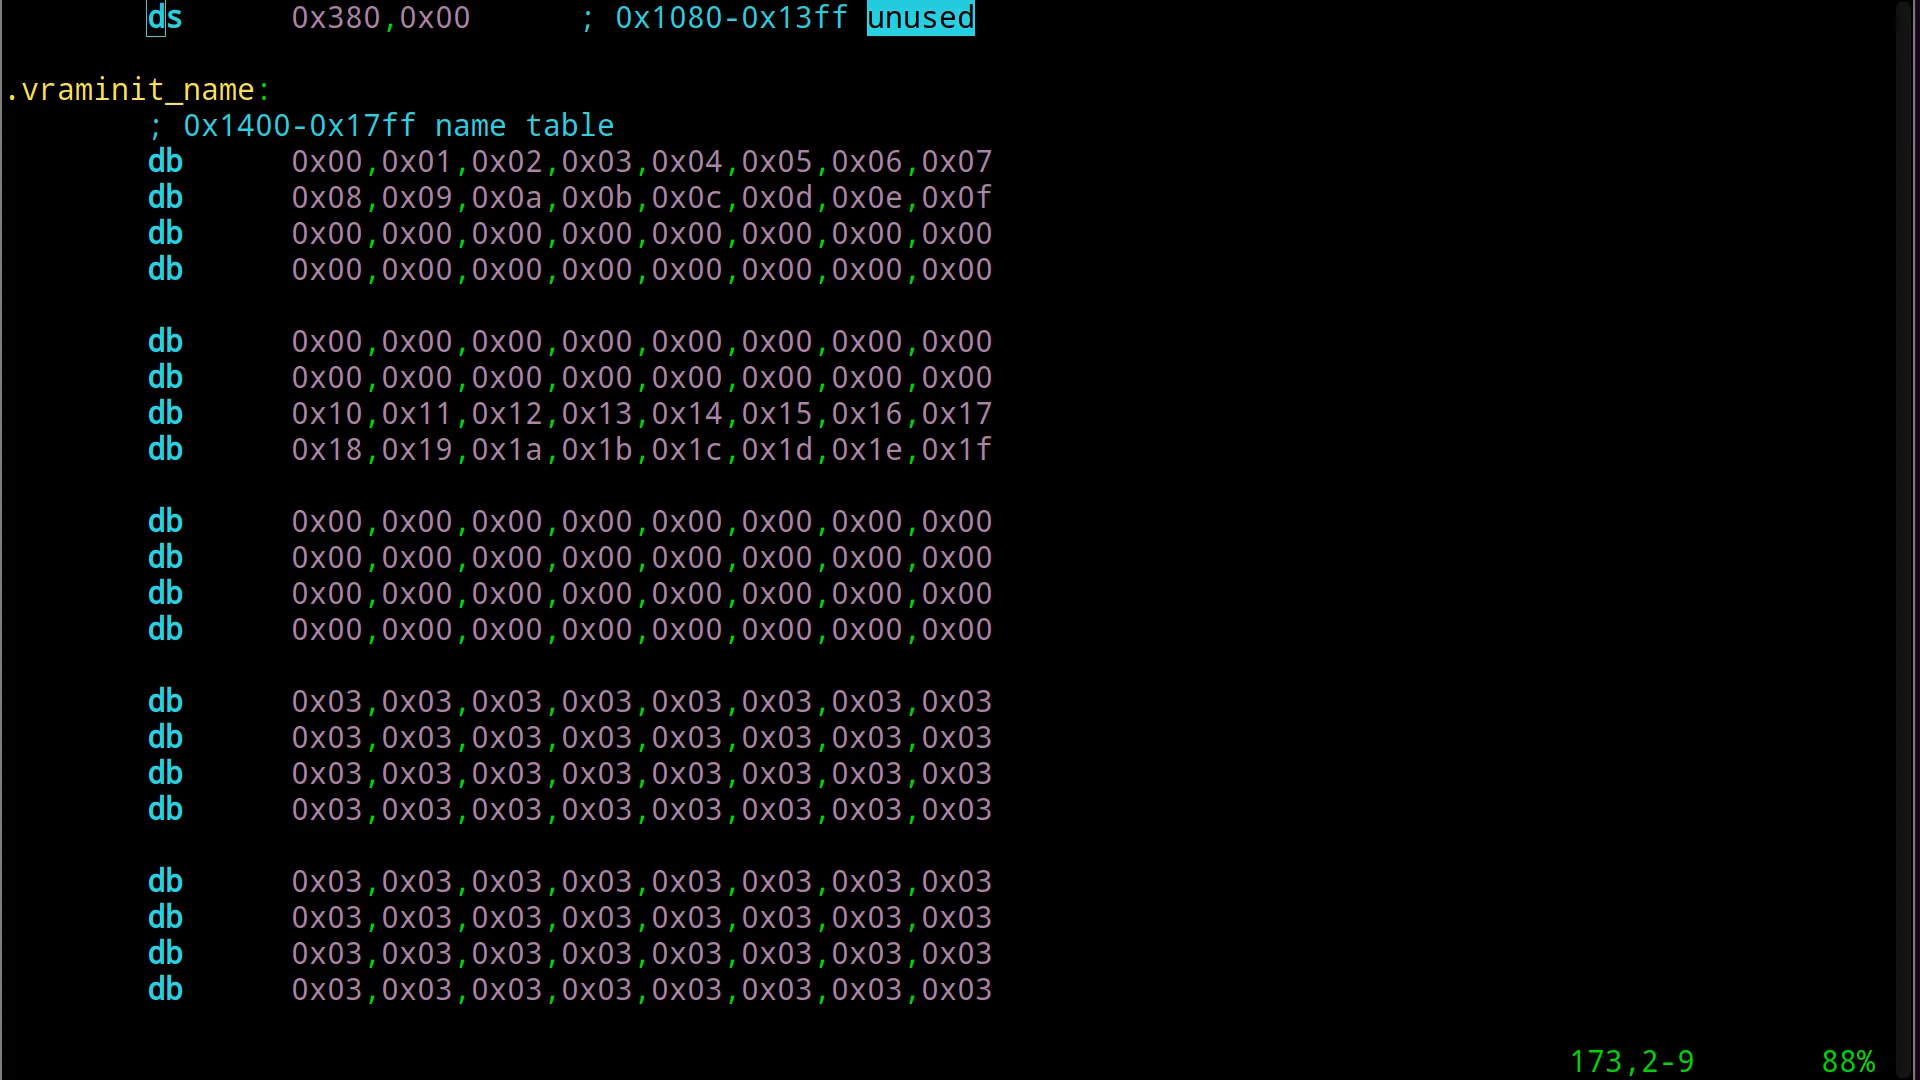 ds 0x380,0x00 ; 0x1080-0x13ff unused
.vraminit_name:
; 0x1400-0x17ff name table
db 0x00,0x01,0x02,0x03,0x04,0x05,0x06,0x07
db 0x08,0x09,0x0a,0x0b,0x0c,0x0d,0x0e,0x0f
db 0x00,0x00,0x00,0x00,0x00,0x00,0x00,0x00
db 0x00,0x00,0x00,0x00,0x00,0x00,0x00,0x00
db 0x00,0x00,0x00,0x00,0x00,0x00,0x00,0x00
db 0x00,0x00,0x00,0x00,0x00,0x00,0x00,0x00
db 0x10,0x11,0x12,0x13,0x14,0x15,0x16,0x17
db 0x18,0x19,0x1a,0x1b,0x1c,0x1d,0x1e,0x1f
db 0x00,0x00,0x00,0x00,0x00,0x00,0x00,0x00
db 0x00,0x00,0x00,0x00,0x00,0x00,0x00,0x00
db 0x00,0x00,0x00,0x00,0x00,0x00,0x00,0x00
db 0x00,0x00,0x00,0x00,0x00,0x00,0x00,0x00
db 0x03,0x03,0x03,0x03,0x03,0x03,0x03,0x03
db 0x03,0x03,0x03,0x03,0x03,0x03,0x03,0x03
db 0x03,0x03,0x03,0x03,0x03,0x03,0x03,0x03
db 0x03,0x03,0x03,0x03,0x03,0x03,0x03,0x03
db 0x03,0x03,0x03,0x03,0x03,0x03,0x03,0x03
db 0x03,0x03,0x03,0x03,0x03,0x03,0x03,0x03
db 0x03,0x03,0x03,0x03,0x03,0x03,0x03,0x03
db 0x03,0x03,0x03,0x03,0x03,0x03,0x03,0x03
173,2-9 88%